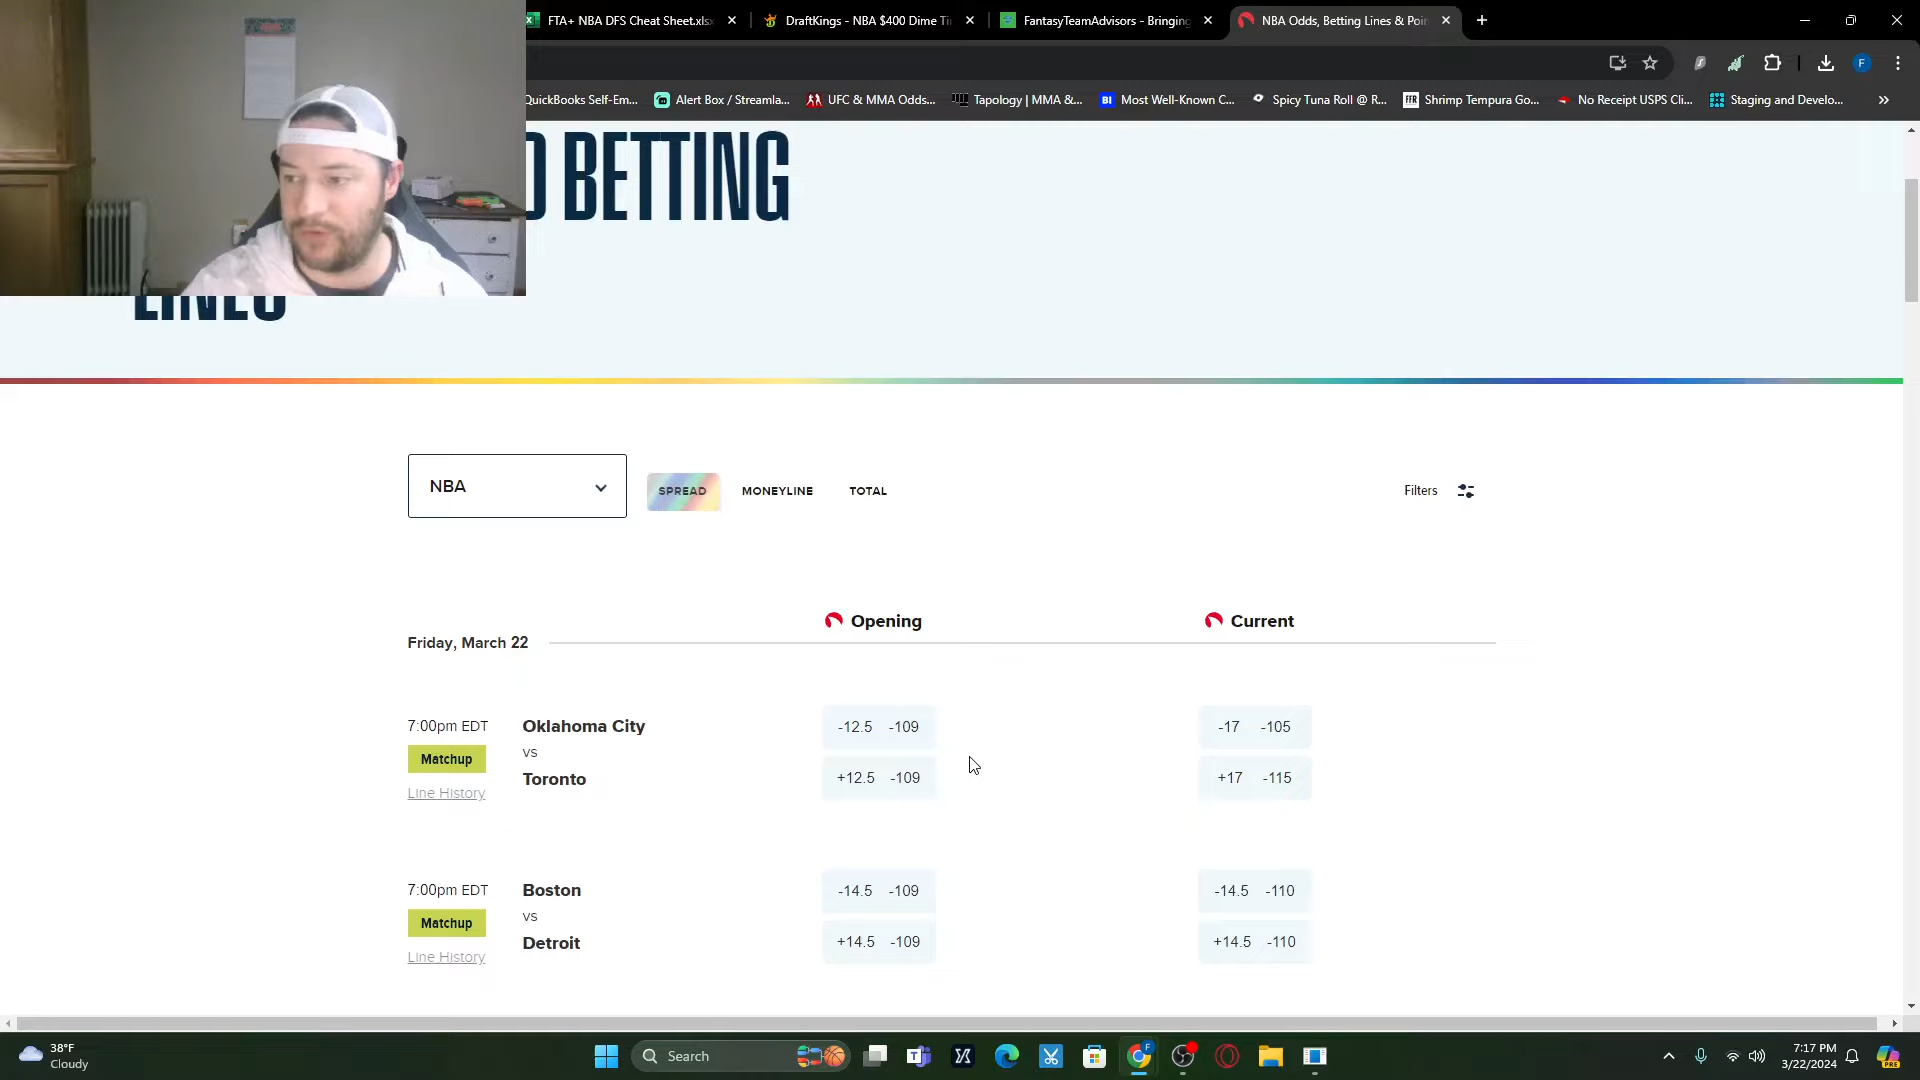 FTA+ NBA DFS Cheat Sheet.xlsx
DraftKings - NBA $400 Dime Ti
FantasyTeamAdvisors - Bringing
NBA Odds, Betting Lines & Poin
F
QuickBooks Self-Em...
Alert Box / Streamla...
UFC & MMA Odds...
Tapology | MMA &...
BI Most Well-Known C...
Spicy Tuna Roll @ R...
FFR Shrimp Tempura Go...
No Receipt USPS Cli...
Staging and Develo...
BETTING
LINES
NBA
SPREAD
MONEYLINE
TOTAL
Filters
Opening
Current
Friday, March 22
7:00pm EDT
Oklahoma City
-12.5 -109
-17 -105
Matchup
vs
Toronto
+12.5 -109
+17 -115
Line History
7:00pm EDT
Boston
-14.5 -109
-14.5 -110
Matchup
vs
Detroit
+14.5 -109
+14.5 -110
Line History
38°F
Cloudy
Search
7:17 PM
3/22/2024